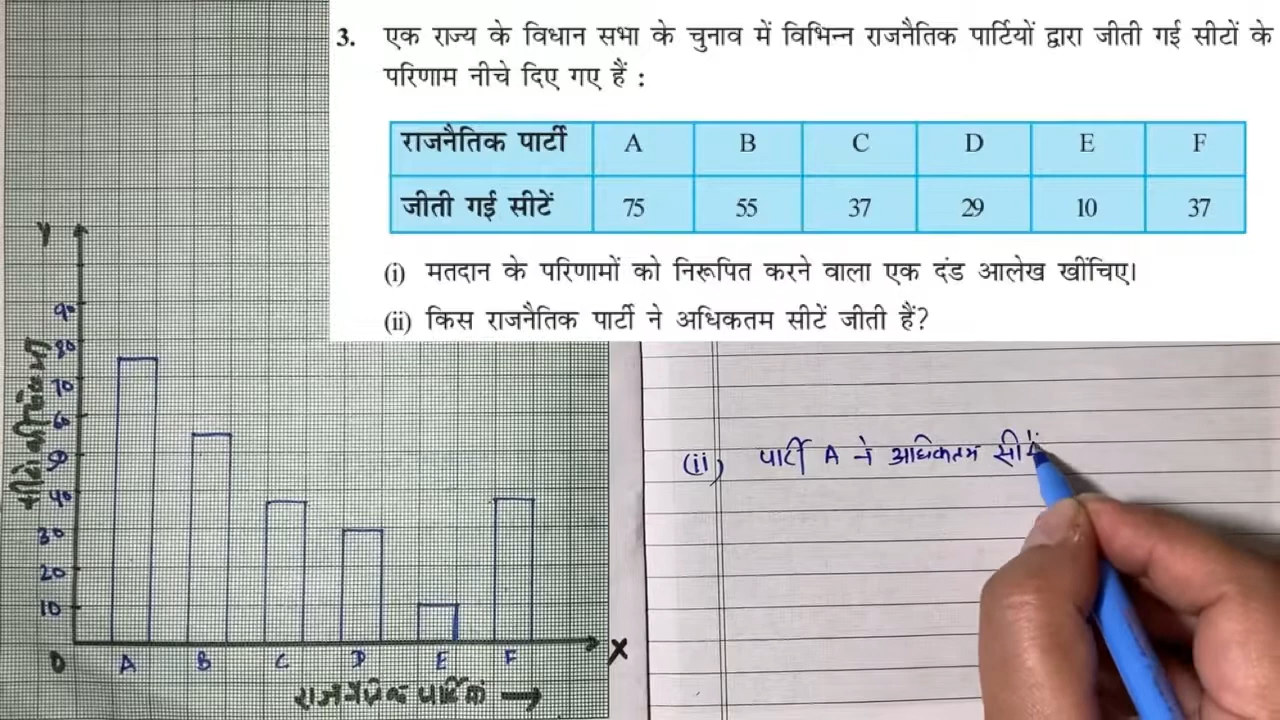 3. एक राज्य के विधान सभा के चुनाव में विभिन्न राजनैतिक पार्टियों द्वारा जीती गई सीटों के
परिणाम नीचे दिए गए हैं :
राजनैतिक पार्टी A B C D E F
जीती गई सीटें 75 55 37 29 10 37
(i) मतदान के परिणामों को निरूपित करने वाला एक दंड आलेख खींचिए।
(ii) किस राजनैतिक पार्टी ने अधिकतम सीटें जीती हैं?
Y
90
80
70
60
50
40
30
20
10
0 A B C D E F X
(ii) पार्टी A ने अधिकतम